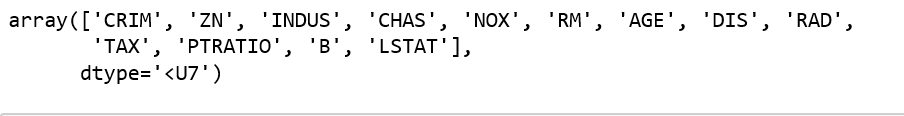 array(['CRIM', 'ZN', 'INDUS', 'CHAS', 'NOX', 'RM', 'AGE', 'DIS', 'RAD',
       'TAX', 'PTRATIO', 'B', 'LSTAT'],
      dtype='<U7')